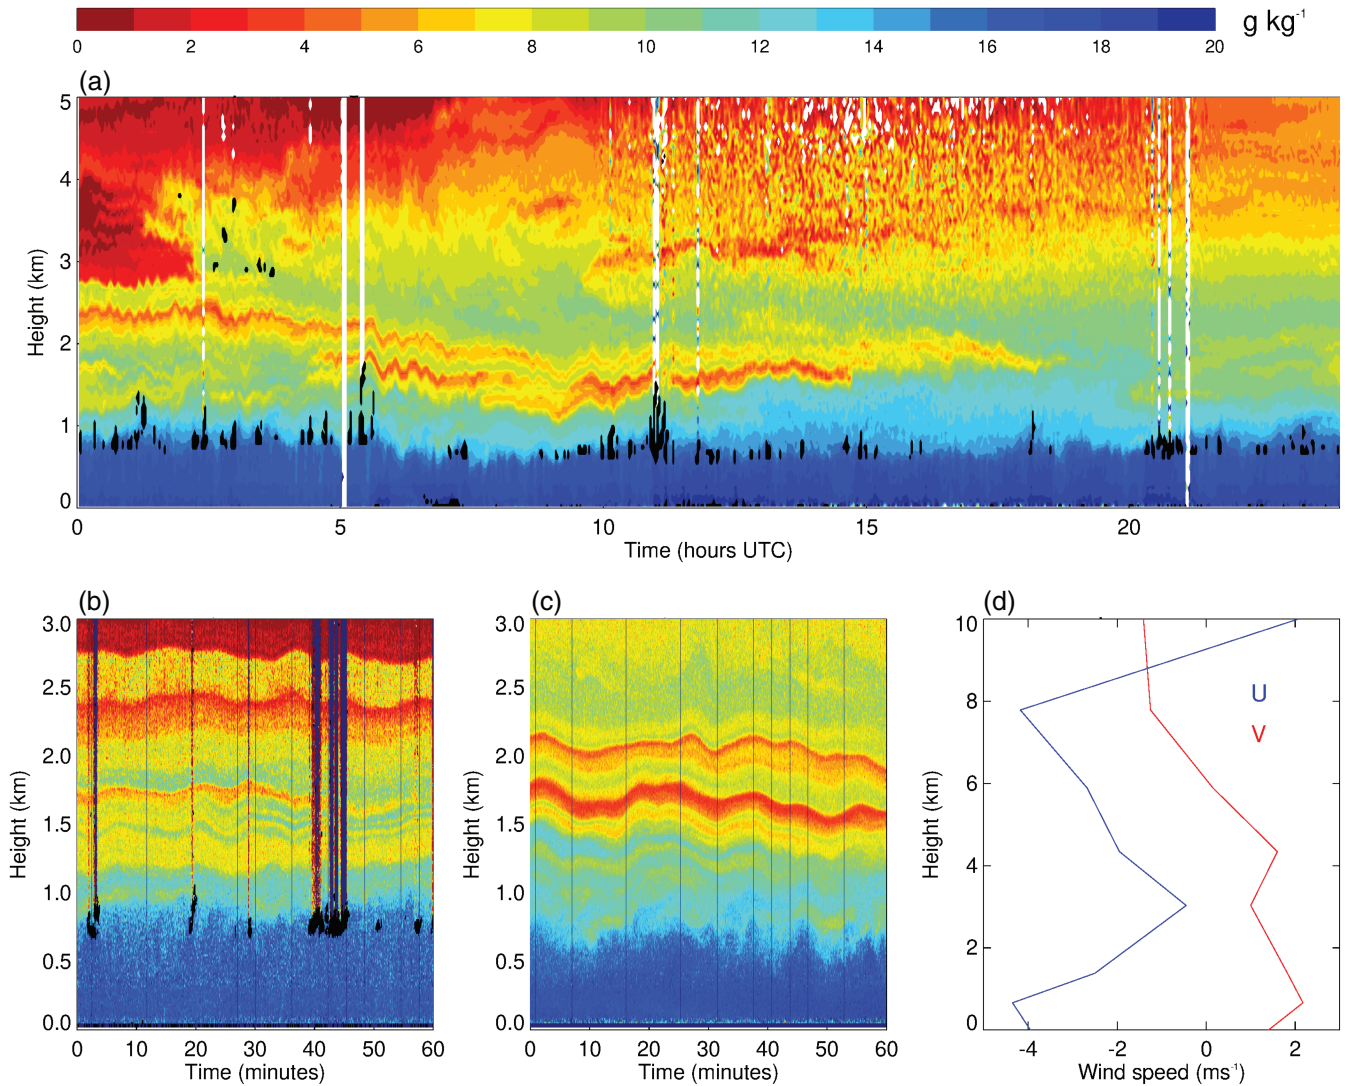 g kg-1
0 2 4 6 8 10 12 14 16 18 20
(a)
5
4
3
2
1
0
Height (km)
0 5 10 15 20
Time (hours UTC)
(b)
3.0
2.5
2.0
1.5
1.0
0.5
0.0
Height (km)
0 10 20 30 40 50 60
Time (minutes)
(c)
3.0
2.5
2.0
1.5
1.0
0.5
0.0
Height (km)
0 10 20 30 40 50 60
Time (minutes)
(d)
10
8
6
4
2
0
Height (km)
U
V
-4 -2 0 2
Wind speed (ms-1)